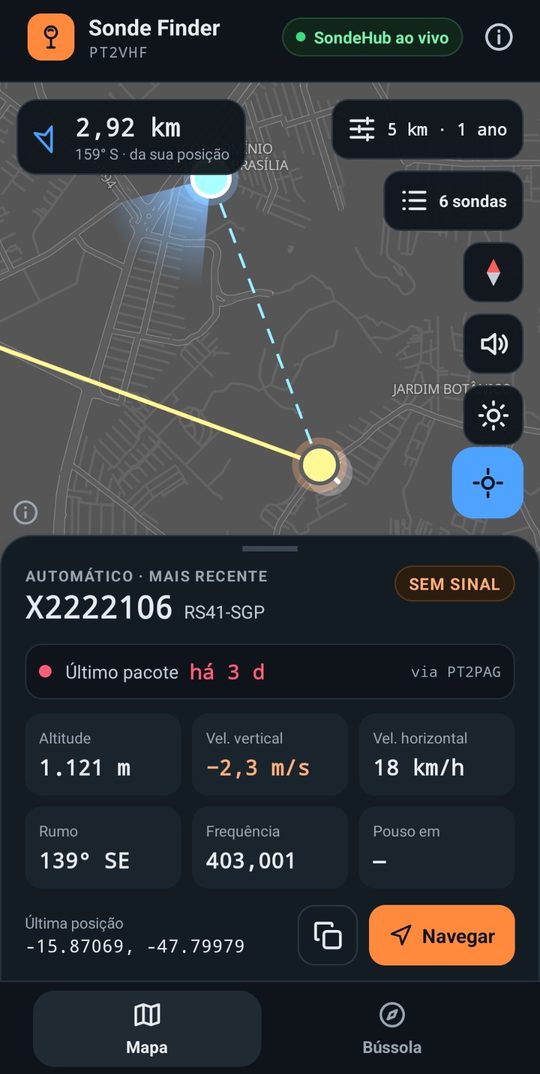 Sonde Finder
PT2VHF
SondeHub ao vivo
2,92 km
159° S · da sua posição
5 km · 1 ano
6 sondas
JARDIM BOTÂNICO
AUTOMÁTICO · MAIS RECENTE
X2222106 RS41-SGP
SEM SINAL
Último pacote há 3 d
via PT2PAG
Altitude
1.121 m
Vel. vertical
−2,3 m/s
Vel. horizontal
18 km/h
Rumo
139° SE
Frequência
403,001
Pouso em
—
Última posição
-15.87069, -47.79979
Navegar
Mapa
Bússola